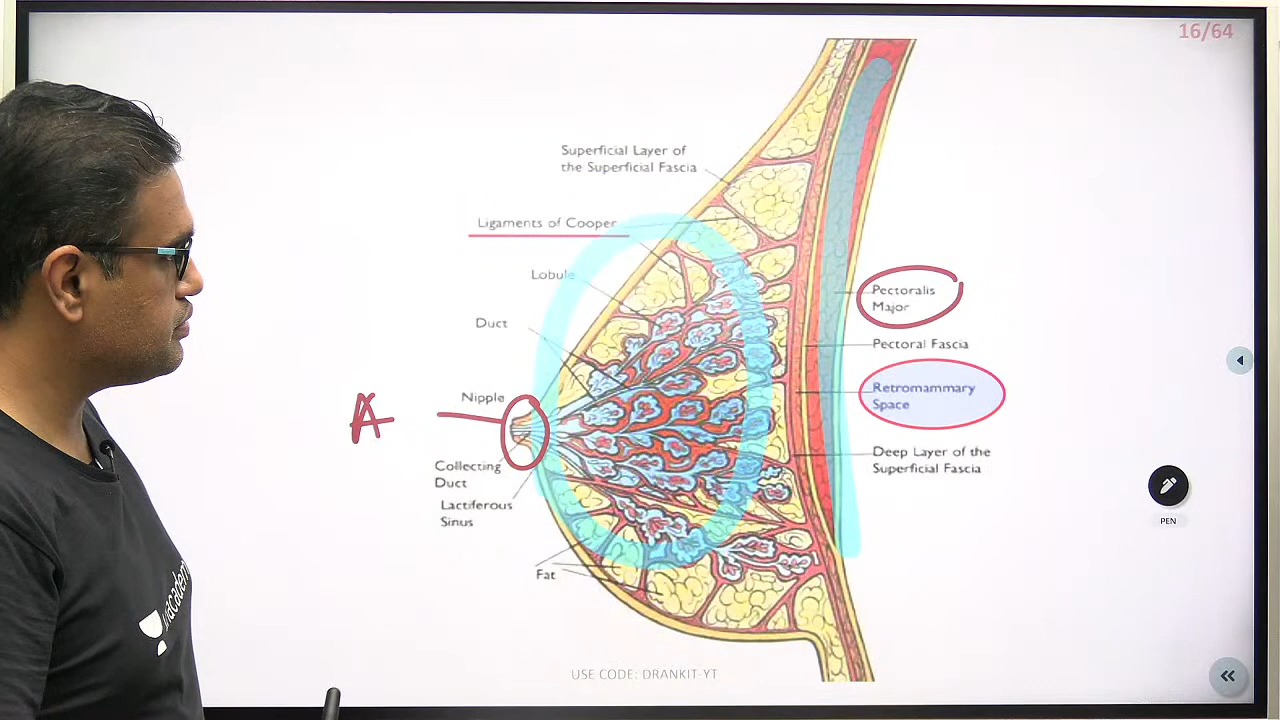 16/64
Superficial Layer of
the Superficial Fascia
Ligaments of Cooper
Lobule
Duct
Nipple
A
Collecting
Duct
Lactiferous
Sinus
Fat
Pectoralis
Major
Pectoral Fascia
Retromammary
Space
Deep Layer of the
Superficial Fascia
PEN
USE CODE: DRANKIT-YT